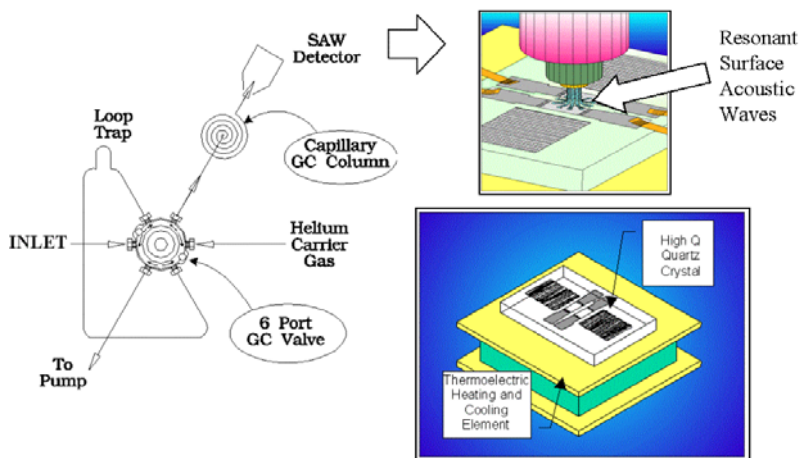 SAW
Detector
Loop
Trap
Capillary
GC Column
INLET
Helium
Carrier
Gas
6 Port
GC Valve
To
Pump
Resonant
Surface
Acoustic
Waves
High Q
Quartz
Crystal
Thermoelectric
Heating and
Cooling
Element